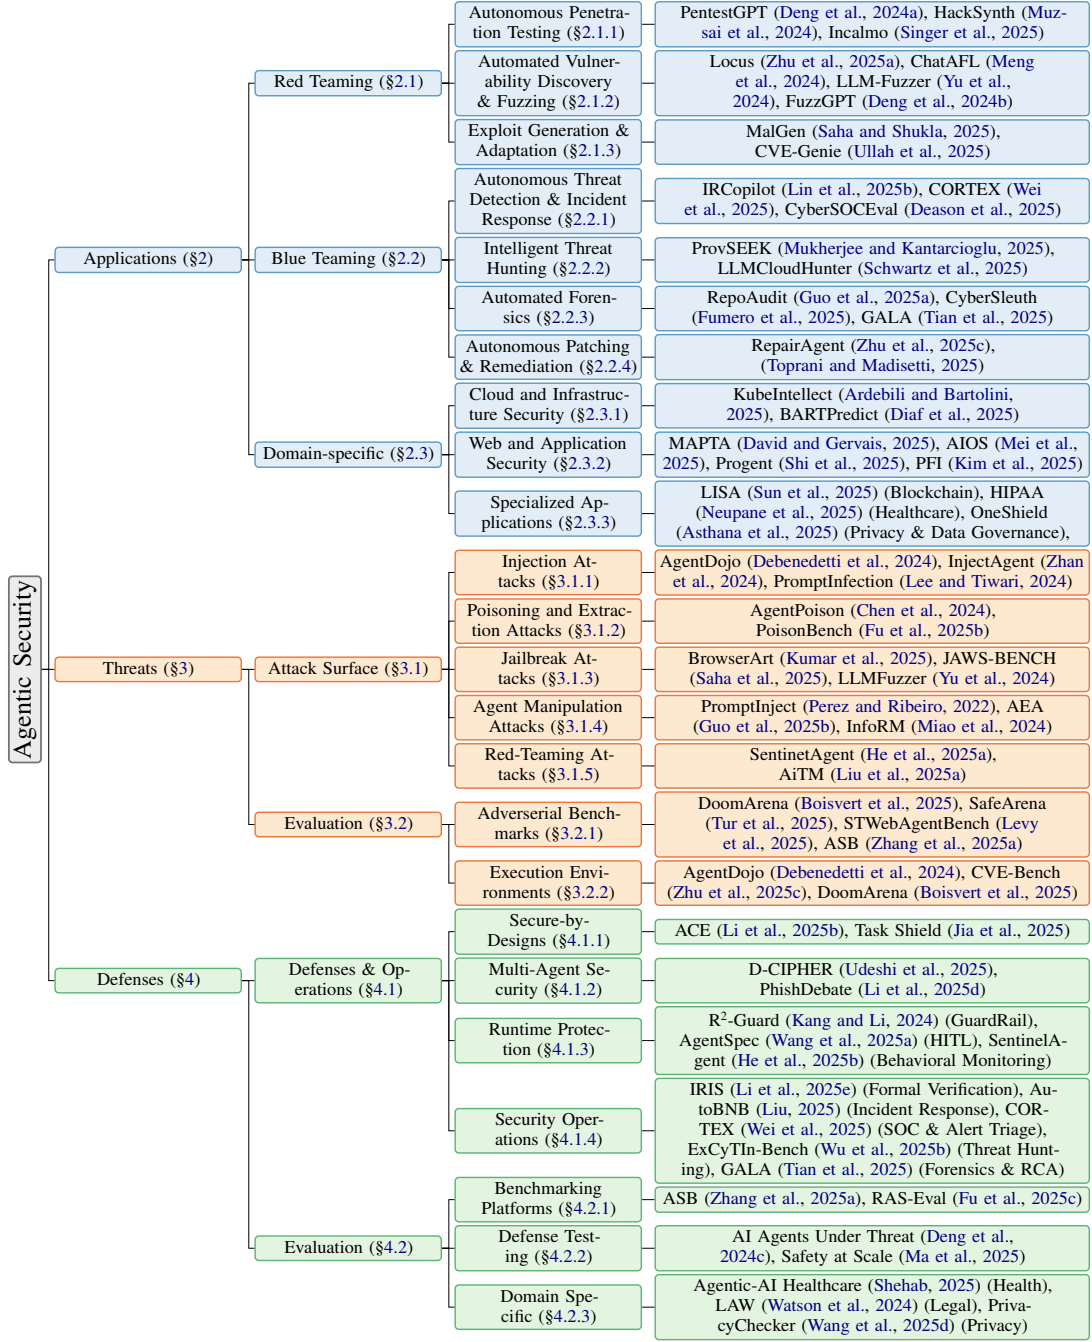 Agentic Security
Applications (§2)
Red Teaming (§2.1)
Autonomous Penetra-
tion Testing (§2.1.1)
PentestGPT (Deng et al., 2024a), HackSynth (Muz-
sai et al., 2024), Incalmo (Singer et al., 2025)
Automated Vulner-
ability Discovery
& Fuzzing (§2.1.2)
Locus (Zhu et al., 2025a), ChatAFL (Meng
et al., 2024), LLM-Fuzzer (Yu et al.,
2024), FuzzGPT (Deng et al., 2024b)
Exploit Generation &
Adaptation (§2.1.3)
MalGen (Saha and Shukla, 2025),
CVE-Genie (Ullah et al., 2025)
Blue Teaming (§2.2)
Autonomous Threat
Detection & Incident
Response (§2.2.1)
IRCopilot (Lin et al., 2025b), CORTEX (Wei
et al., 2025), CyberSOCEval (Deason et al., 2025)
Intelligent Threat
Hunting (§2.2.2)
ProvSEEK (Mukherjee and Kantarcioglu, 2025),
LLMCloudHunter (Schwartz et al., 2025)
Automated Foren-
sics (§2.2.3)
RepoAudit (Guo et al., 2025a), CyberSleuth
(Fumero et al., 2025), GALA (Tian et al., 2025)
Autonomous Patching
& Remediation (§2.2.4)
RepairAgent (Zhu et al., 2025c),
(Toprani and Madisetti, 2025)
Domain-specific (§2.3)
Cloud and Infrastruc-
ture Security (§2.3.1)
KubeIntellect (Ardebili and Bartolini,
2025), BARTPredict (Diaf et al., 2025)
Web and Application
Security (§2.3.2)
MAPTA (David and Gervais, 2025), AIOS (Mei et al.,
2025), Progent (Shi et al., 2025), PFI (Kim et al., 2025)
Specialized Ap-
plications (§2.3.3)
LISA (Sun et al., 2025) (Blockchain), HIPAA
(Neupane et al., 2025) (Healthcare), OneShield
(Asthana et al., 2025) (Privacy & Data Governance),
Threats (§3)
Attack Surface (§3.1)
Injection At-
tacks (§3.1.1)
AgentDojo (Debenedetti et al., 2024), InjectAgent (Zhan
et al., 2024), PromptInfection (Lee and Tiwari, 2024)
Poisoning and Extrac-
tion Attacks (§3.1.2)
AgentPoison (Chen et al., 2024),
PoisonBench (Fu et al., 2025b)
Jailbreak At-
tacks (§3.1.3)
BrowserArt (Kumar et al., 2025), JAWS-BENCH
(Saha et al., 2025), LLMFuzzer (Yu et al., 2024)
Agent Manipulation
Attacks (§3.1.4)
PromptInject (Perez and Ribeiro, 2022), AEA
(Guo et al., 2025b), InfoRM (Miao et al., 2024)
Red-Teaming At-
tacks (§3.1.5)
SentinetAgent (He et al., 2025a),
AiTM (Liu et al., 2025a)
Evaluation (§3.2)
Adverserial Bench-
marks (§3.2.1)
DoomArena (Boisvert et al., 2025), SafeArena
(Tur et al., 2025), STWebAgentBench (Levy
et al., 2025), ASB (Zhang et al., 2025a)
Execution Envi-
ronments (§3.2.2)
AgentDojo (Debenedetti et al., 2024), CVE-Bench
(Zhu et al., 2025c), DoomArena (Boisvert et al., 2025)
Defenses (§4)
Defenses & Op-
erations (§4.1)
Secure-by-
Designs (§4.1.1)
ACE (Li et al., 2025b), Task Shield (Jia et al., 2025)
Multi-Agent Se-
curity (§4.1.2)
D-CIPHER (Udeshi et al., 2025),
PhishDebate (Li et al., 2025d)
Runtime Protec-
tion (§4.1.3)
R²-Guard (Kang and Li, 2024) (GuardRail),
AgentSpec (Wang et al., 2025a) (HITL), SentinelA-
gent (He et al., 2025b) (Behavioral Monitoring)
Security Oper-
ations (§4.1.4)
IRIS (Li et al., 2025e) (Formal Verification), Au-
toBNB (Liu, 2025) (Incident Response), COR-
TEX (Wei et al., 2025) (SOC & Alert Triage),
ExCyTIn-Bench (Wu et al., 2025b) (Threat Hunt-
ing), GALA (Tian et al., 2025) (Forensics & RCA)
Evaluation (§4.2)
Benchmarking
Platforms (§4.2.1)
ASB (Zhang et al., 2025a), RAS-Eval (Fu et al., 2025c)
Defense Test-
ing (§4.2.2)
AI Agents Under Threat (Deng et al.,
2024c), Safety at Scale (Ma et al., 2025)
Domain Spe-
cific (§4.2.3)
Agentic-AI Healthcare (Shehab, 2025) (Health),
LAW (Watson et al., 2024) (Legal), Priva-
cyChecker (Wang et al., 2025d) (Privacy)